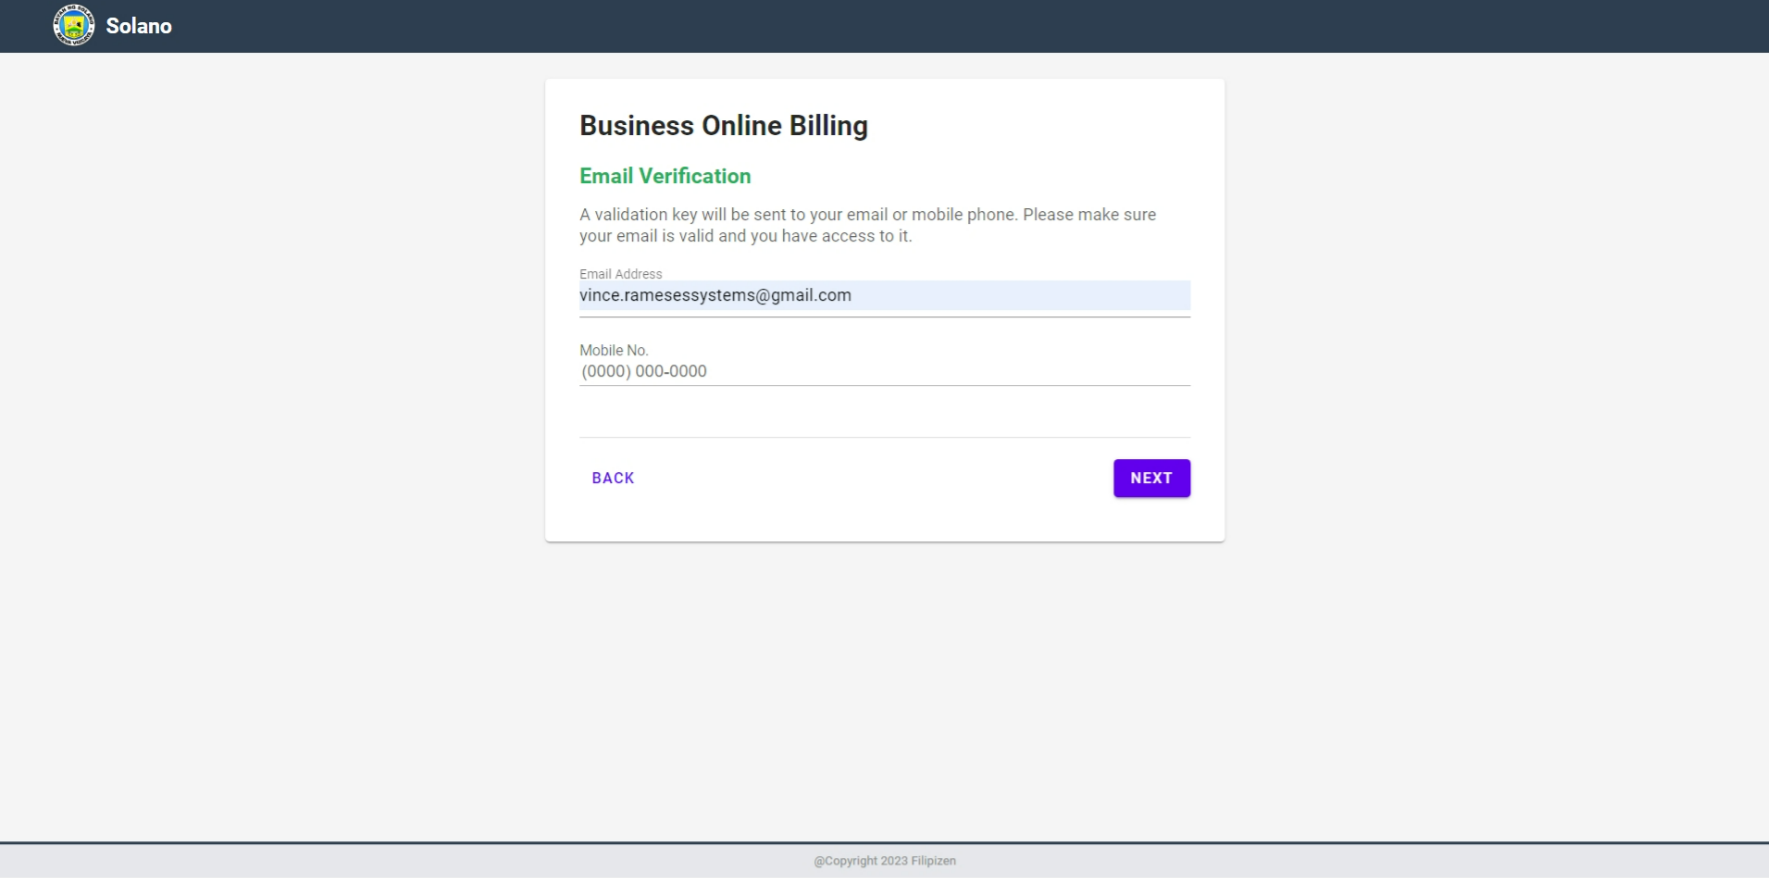 Solano
Business Online Billing
Email Verification
A validation key will be sent to your email or mobile phone. Please make sure
your email is valid and you have access to it.
Email Address
vince.ramesessystems@gmail.com
Mobile No.
(0000) 000-0000
BACK
NEXT
@Copyright 2023 Filipizen